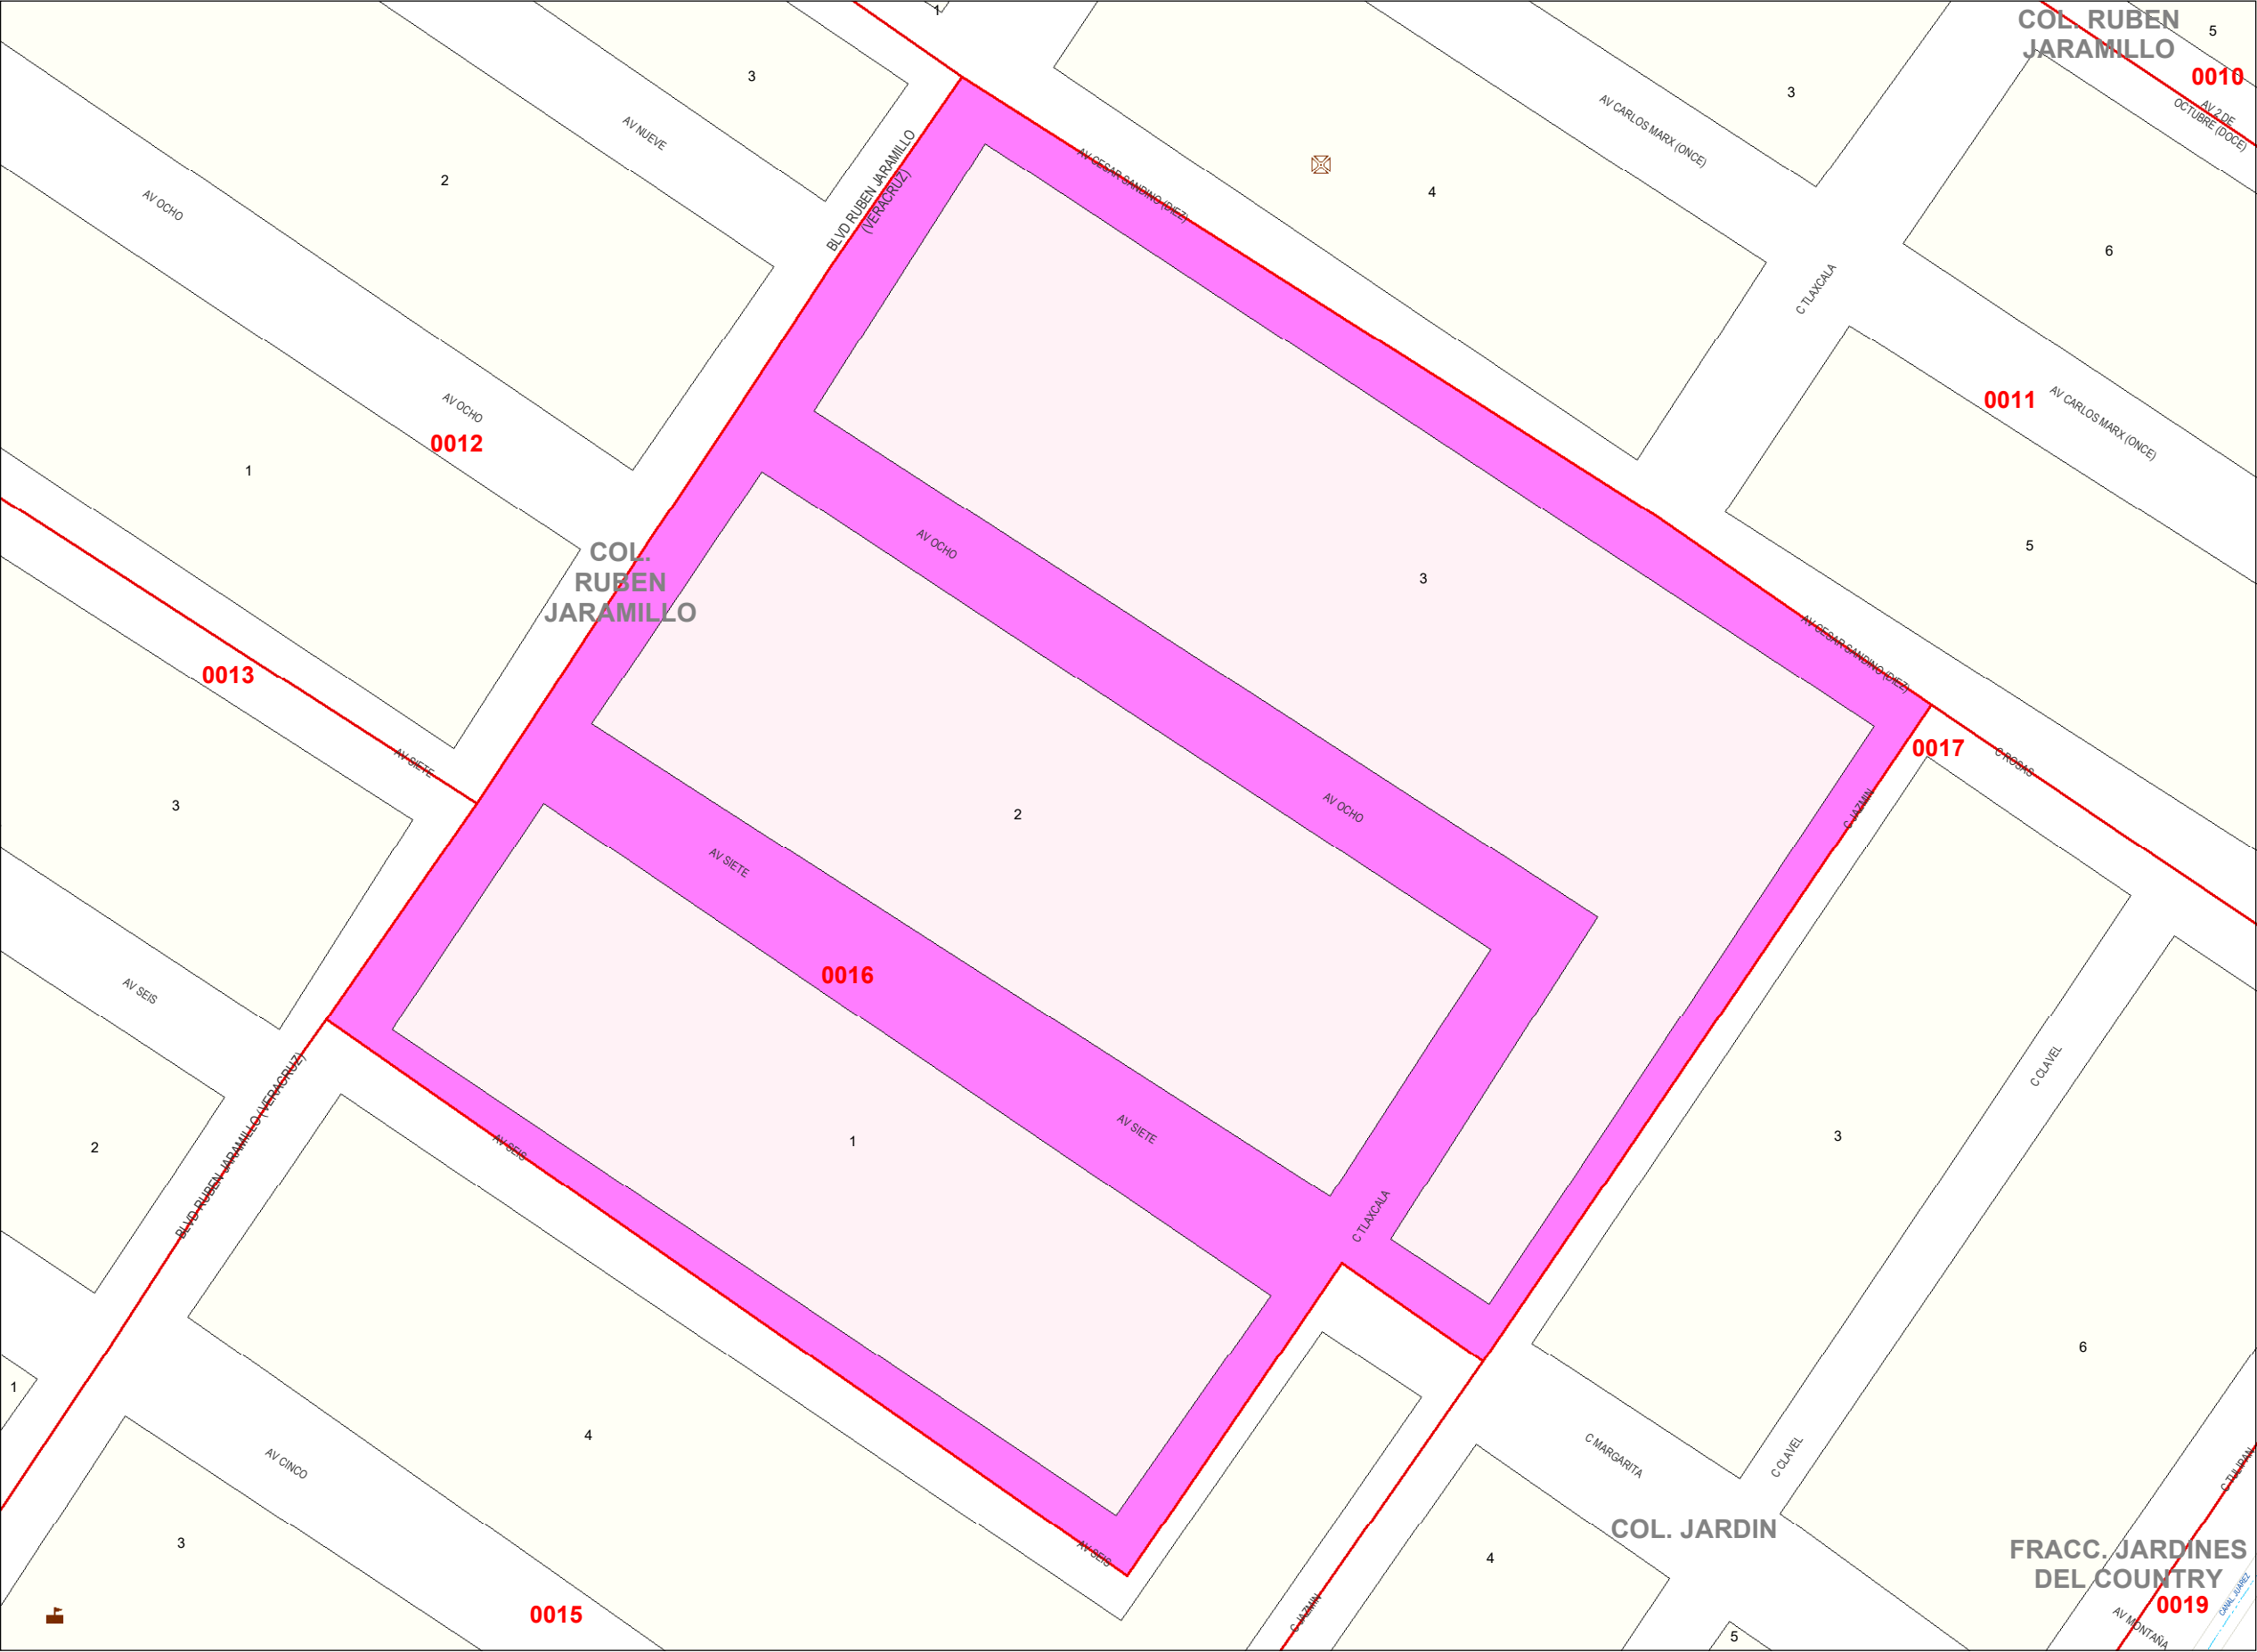 1
COL. RUBEN
JARAMILLO
5
0010
3
3
AV CARLOS MARX (ONCE)
AV 2 DE
OCTUBRE (DOCE)
AV NUEVE
BLVD RUBEN JARAMILLO
(VERACRUZ)
AV CESAR SANDINO (DIEZ)
4
2
AV OCHO
6
C TLAXCALA
AV OCHO
0012
0011
AV CARLOS MARX (ONCE)
1
COL.
RUBEN
JARAMILLO
AV OCHO
5
3
0013
AV CESAR SANDINO (DIEZ)
AV SIETE
0017
C ROSAS
3
2
AV OCHO
C JAZMIN
AV SIETE
0016
AV SEIS
C CLAVEL
2
BLVD RUBEN JARAMILLO (VERACRUZ)
AV SEIS
1
AV SIETE
3
C TLAXCALA
1
6
4
AV CINCO
C MARGARITA
C CLAVEL
C TULIPAN
COL. JARDIN
3
AV SEIS
4
FRACC. JARDINES
DEL COUNTRY
0019
CANAL JUAREZ
0015
C JAZMIN
5
AV MONTAÑA